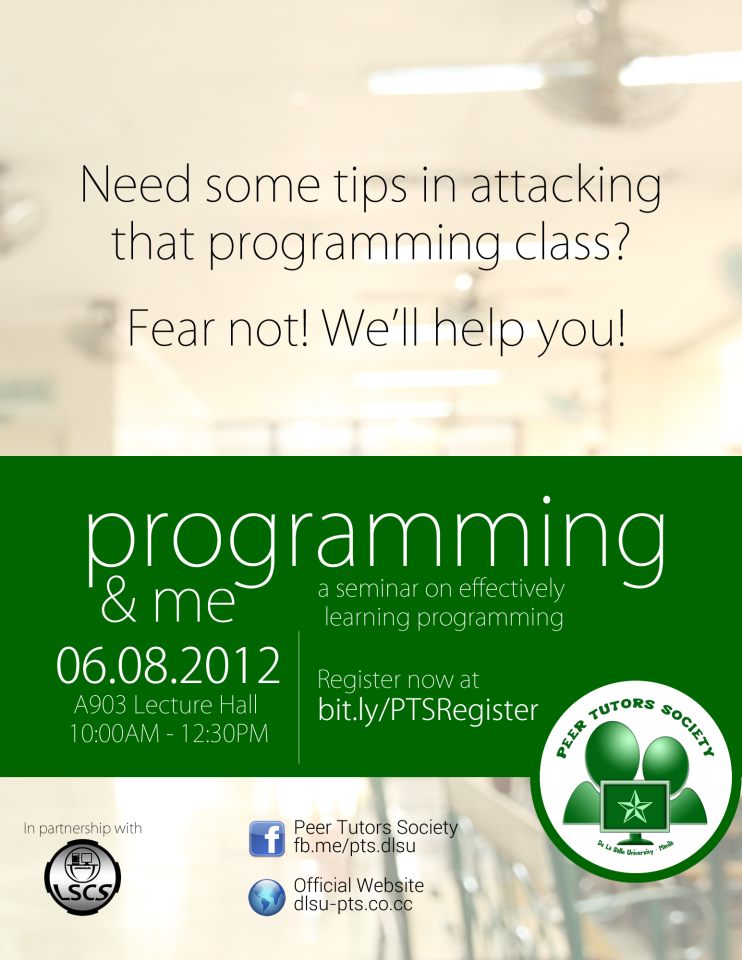 Need some tips in attacking
that programming class?
Fear not! We'll help you!
programming
& me
a seminar on effectively
learning programming
06.08.2012
A903 Lecture Hall
10:00AM - 12:30PM
Register now at
bit.ly/PTSRegister
PEER TUTORS SOCIETY
De La Salle University - Manila
In partnership with
LSCS
Peer Tutors Society
fb.me/pts.dlsu
Official Website
dlsu-pts.co.cc